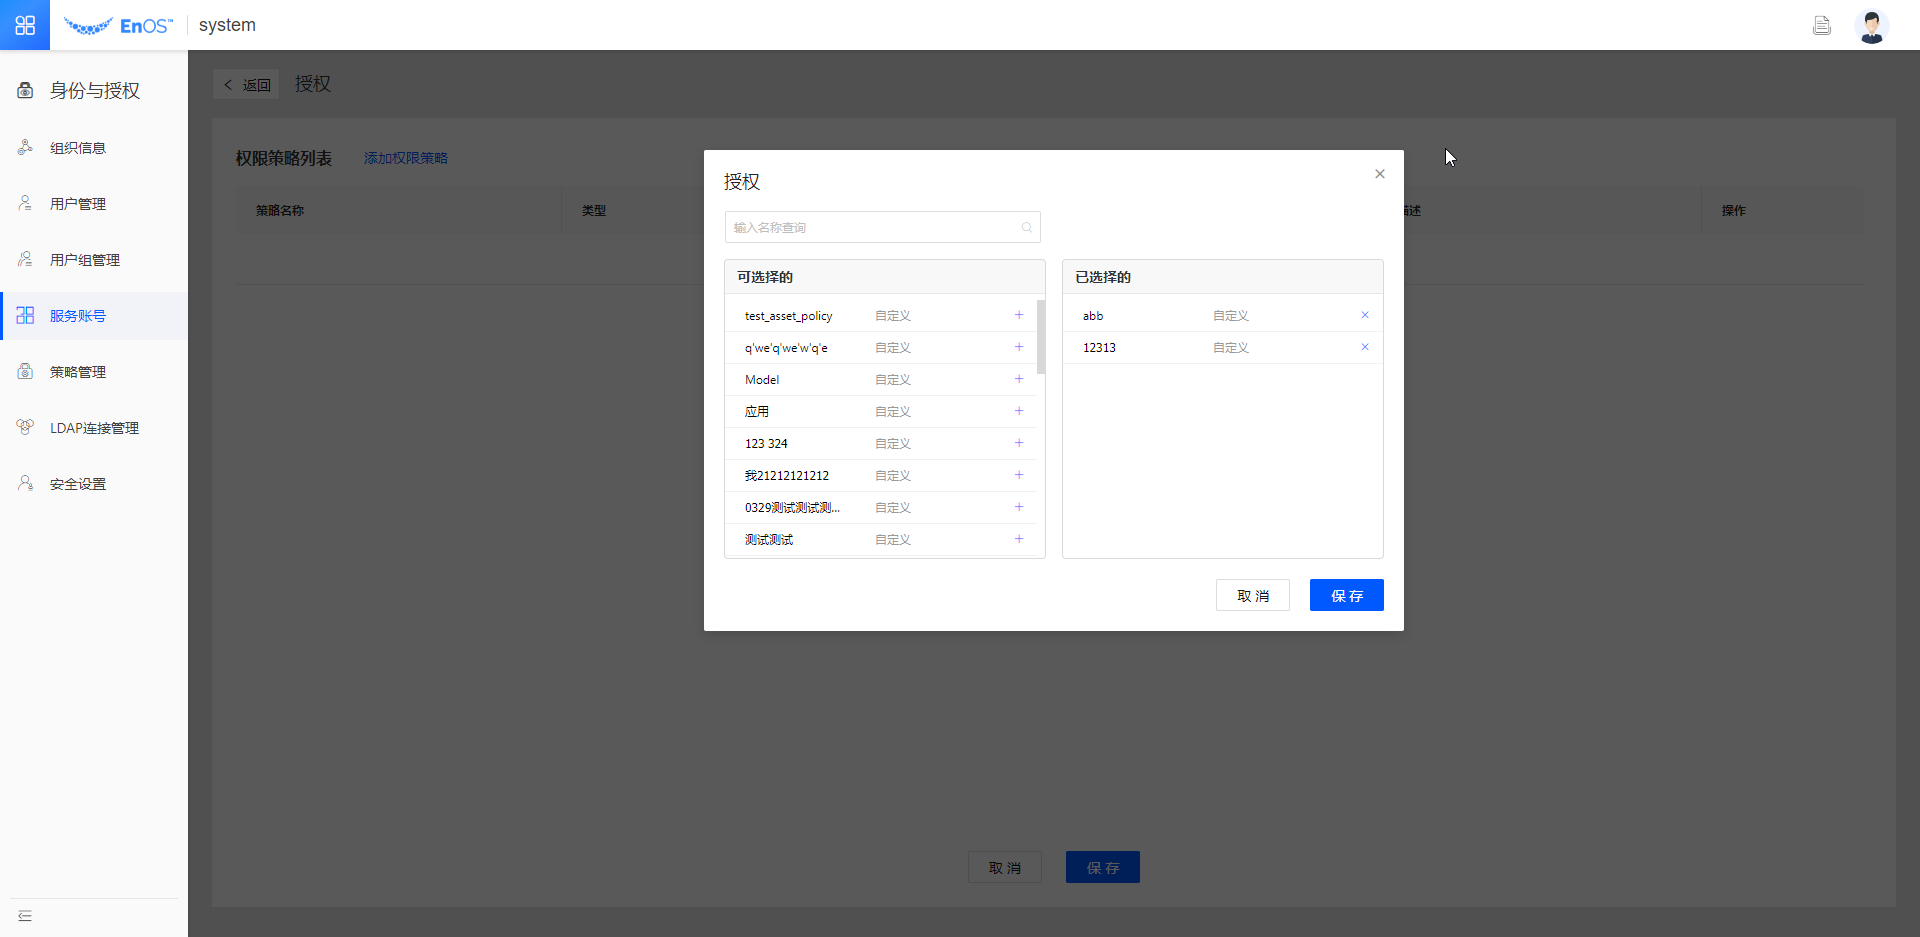 EnOS™ system
身份与授权
组织信息
用户管理
用户组管理
服务账号
策略管理
LDAP连接管理
安全设置
返回 授权
权限策略列表 添加权限策略
策略名称 类型 描述 操作
授权
输入名称查询
可选择的
test_asset_policy 自定义
q'we'q'we'w'q'e 自定义
Model 自定义
应用 自定义
123 324 自定义
我21212121212 自定义
0329测试测试测... 自定义
测试测试 自定义
已选择的
abb 自定义
12313 自定义
取 消 保 存
取 消 保 存